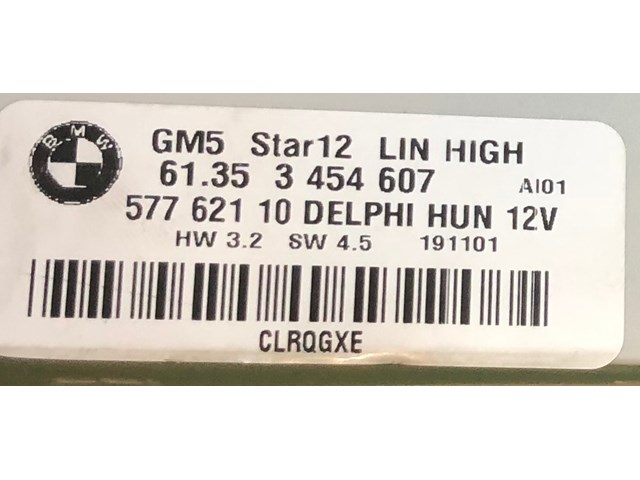 BMW
GM5 Star12 LIN HIGH
61.35 3 454 607 AI01
577 621 10 DELPHI HUN 12V
HW 3.2 SW 4.5 191101
CLRQGXE